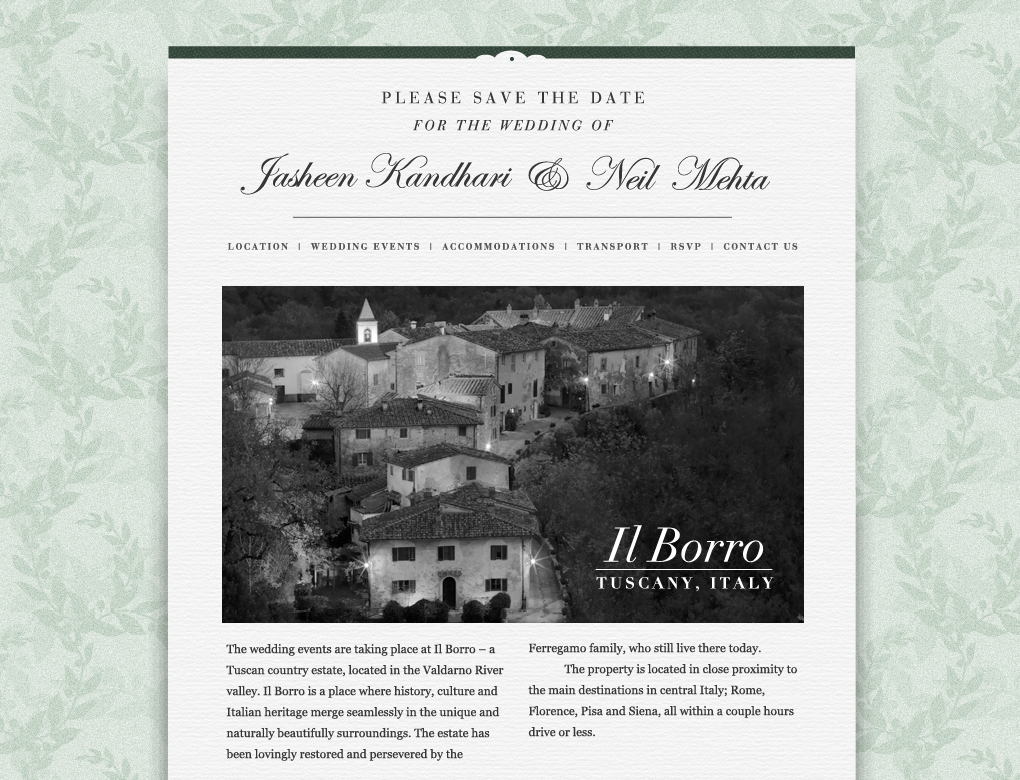 PLEASE SAVE THE DATE
FOR THE WEDDING OF
Jasheen Kandhari & Neil Mehta
LOCATION | WEDDING EVENTS | ACCOMMODATIONS | TRANSPORT | RSVP | CONTACT US
Il Borro
TUSCANY, ITALY
The wedding events are taking place at Il Borro – a
Tuscan country estate, located in the Valdarno River
valley. Il Borro is a place where history, culture and
Italian heritage merge seamlessly in the unique and
naturally beautifully surroundings. The estate has
been lovingly restored and persevered by the
Ferregamo family, who still live there today.
The property is located in close proximity to
the main destinations in central Italy; Rome,
Florence, Pisa and Siena, all within a couple hours
drive or less.